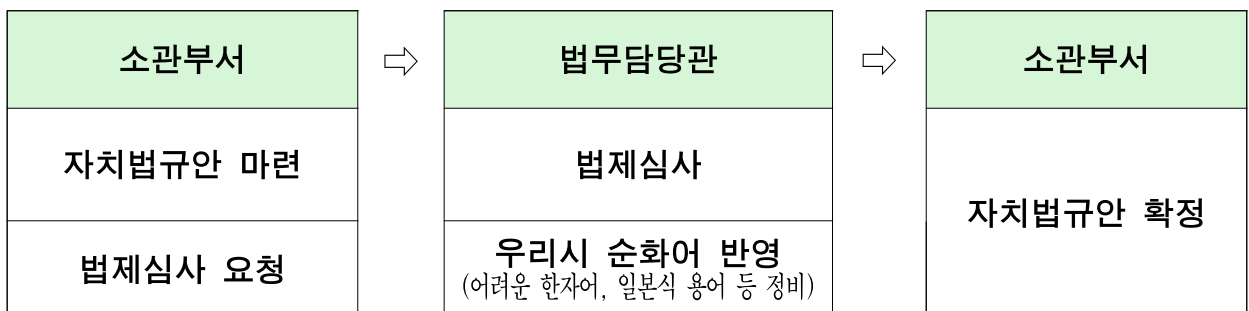 소관부서 ⇨ 법무담당관 ⇨ 소관부서
자치법규안 마련
법제심사 요청
법제심사
우리시 순화어 반영
(어려운 한자어, 일본식 용어 등 정비)
자치법규안 확정